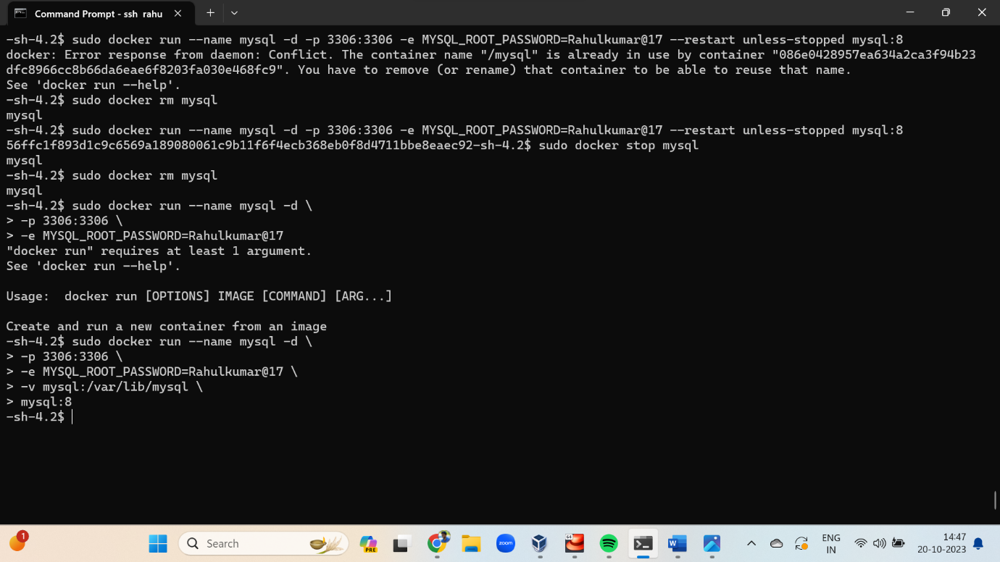 Command Prompt - ssh rahu
-sh-4.2$ sudo docker run --name mysql -d -p 3306:3306 -e MYSQL_ROOT_PASSWORD=Rahulkumar@17 --restart unless-stopped mysql:8
docker: Error response from daemon: Conflict. The container name "/mysql" is already in use by container "086e0428957ea634a2ca3f94b23
dfc8966cc8b66da6eae6f8203fa030e468fc9". You have to remove (or rename) that container to be able to reuse that name.
See 'docker run --help'.
-sh-4.2$ sudo docker rm mysql
mysql
-sh-4.2$ sudo docker run --name mysql -d -p 3306:3306 -e MYSQL_ROOT_PASSWORD=Rahulkumar@17 --restart unless-stopped mysql:8
56ffc1f893d1c9c6569a189080061c9b11f6f4ecb368eb0f8d4711bbe8eaec92-sh-4.2$ sudo docker stop mysql
mysql
-sh-4.2$ sudo docker rm mysql
mysql
-sh-4.2$ sudo docker run --name mysql -d \
> -p 3306:3306 \
> -e MYSQL_ROOT_PASSWORD=Rahulkumar@17
"docker run" requires at least 1 argument.
See 'docker run --help'.
Usage:  docker run [OPTIONS] IMAGE [COMMAND] [ARG...]
Create and run a new container from an image
-sh-4.2$ sudo docker run --name mysql -d \
> -p 3306:3306 \
> -e MYSQL_ROOT_PASSWORD=Rahulkumar@17 \
> -v mysql:/var/lib/mysql \
> mysql:8
-sh-4.2$
1
Search
PRE
zoom
64
W
ENG
IN
14:47
20-10-2023